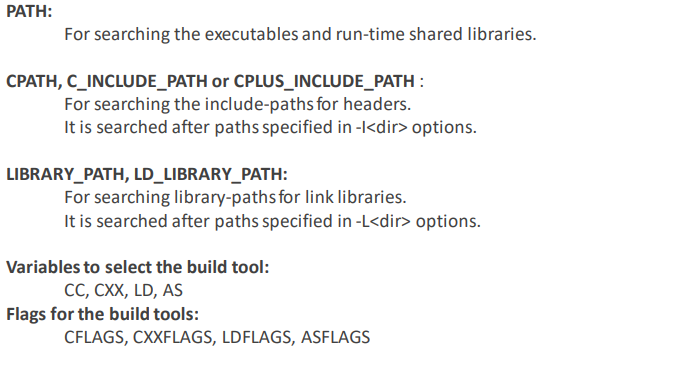 PATH:
For searching the executables and run-time shared libraries.
CPATH, C_INCLUDE_PATH or CPLUS_INCLUDE_PATH :
For searching the include-paths for headers.
It is searched after paths specified in -I<dir> options.
LIBRARY_PATH, LD_LIBRARY_PATH:
For searching library-paths for link libraries.
It is searched after paths specified in -L<dir> options.
Variables to select the build tool:
CC, CXX, LD, AS
Flags for the build tools:
CFLAGS, CXXFLAGS, LDFLAGS, ASFLAGS